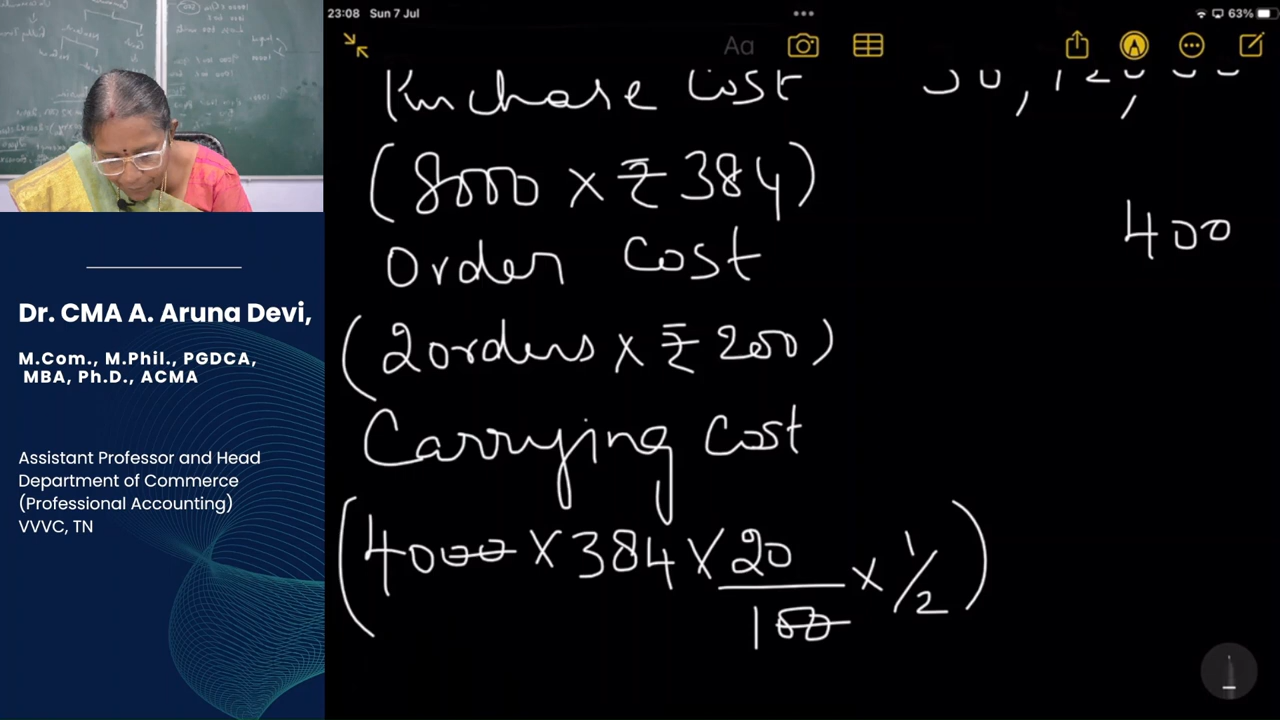 23:08 Sun 7 Jul
63%
Aa
Purchase Cost
(8000 × ₹ 384)
400
Order Cost
(2orders × ₹ 200)
Carrying Cost
(4000 × 384 × 20/100 × 1/2)
Dr. CMA A. Aruna Devi,
M.Com., M.Phil., PGDCA,
MBA, Ph.D., ACMA
Assistant Professor and Head
Department of Commerce
(Professional Accounting)
VVVC, TN